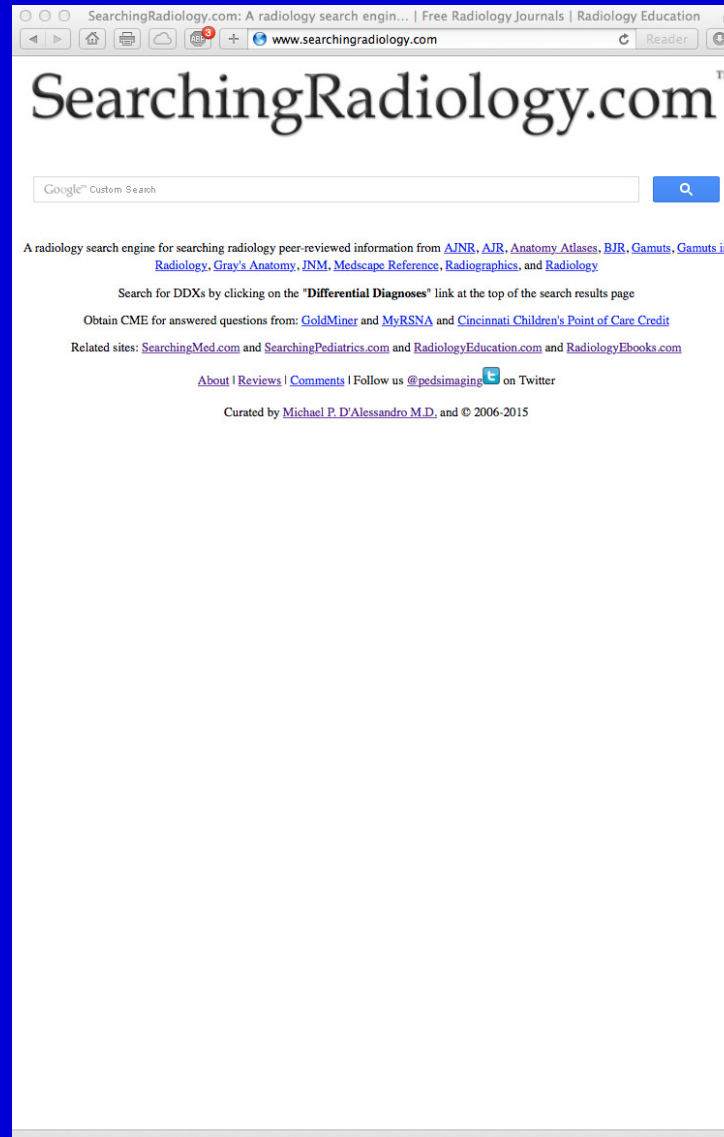 SearchingRadiology.com: A radiology search engin... | Free Radiology Journals | Radiology Education
ABP 3 + www.searchingradiology.com Reader
SearchingRadiology.com
Google™ Custom Search
A radiology search engine for searching radiology peer-reviewed information from AJNR, AJR, Anatomy Atlases, BJR, Gamuts, Gamuts
Radiology, Gray's Anatomy, JNM, Medscape Reference, Radiographics, and Radiology
Search for DDXs by clicking on the "Differential Diagnoses" link at the top of the search results page
Obtain CME for answered questions from: GoldMiner and MyRSNA and Cincinnati Children's Point of Care Credit
Related sites: SearchingMed.com and SearchingPediatrics.com and RadiologyEducation.com and RadiologyEbooks.com
About | Reviews | Comments | Follow us @pedsimaging on Twitter
Curated by Michael P. D'Alessandro M.D. and © 2006-2015